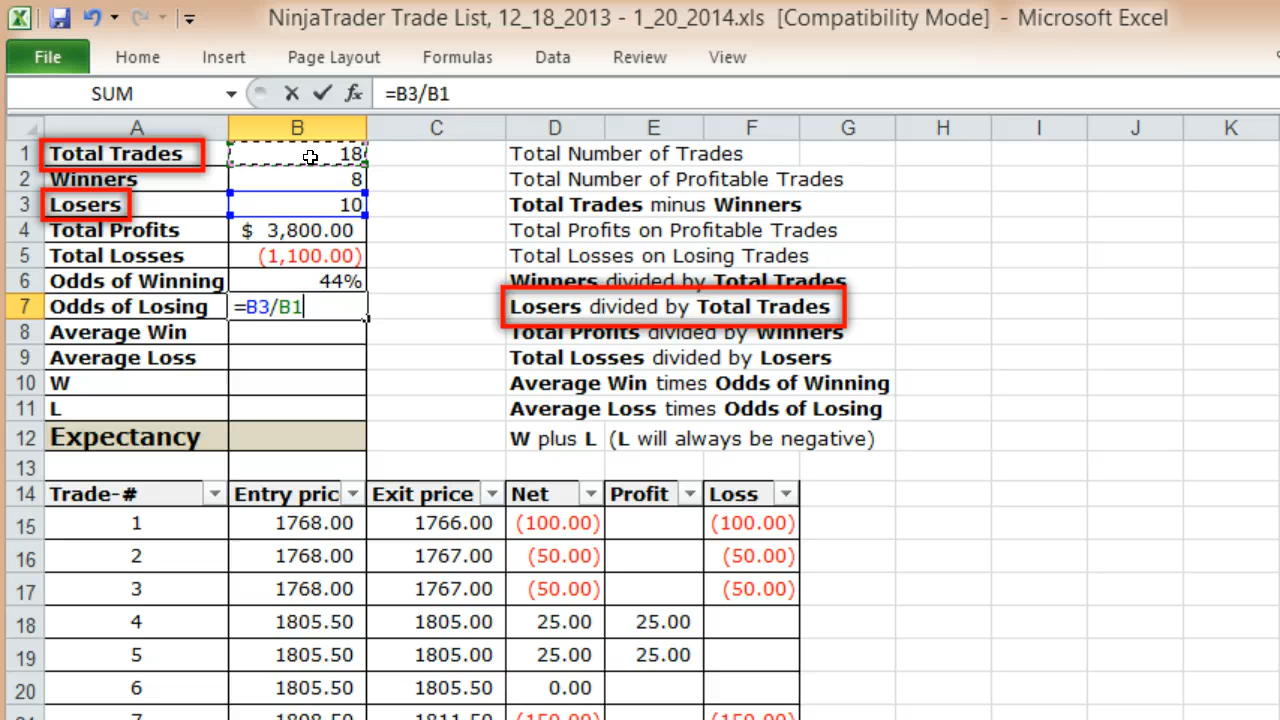 NinjaTrader Trade List, 12_18_2013 - 1_20_2014.xls [Compatibility Mode] - Microsoft Excel
File Home Insert Page Layout Formulas Data Review View
SUM fx =B3/B1
A B C D E F G H I J K
1 Total Trades 18 Total Number of Trades
2 Winners 8 Total Number of Profitable Trades
3 Losers 10 Total Trades minus Winners
4 Total Profits $ 3,800.00 Total Profits on Profitable Trades
5 Total Losses (1,100.00) Total Losses on Losing Trades
6 Odds of Winning 44% Winners divided by Total Trades
7 Odds of Losing =B3/B1 Losers divided by Total Trades
8 Average Win Total Profits divided by Winners
9 Average Loss Total Losses divided by Losers
10 W Average Win times Odds of Winning
11 L Average Loss times Odds of Losing
12 Expectancy W plus L (L will always be negative)
13
14 Trade-# Entry pric Exit price Net Profit Loss
15 1 1768.00 1766.00 (100.00) (100.00)
16 2 1768.00 1767.00 (50.00) (50.00)
17 3 1768.00 1767.00 (50.00) (50.00)
18 4 1805.50 1805.00 25.00 25.00
19 5 1805.50 1805.00 25.00 25.00
20 6 1805.50 1805.50 0.00